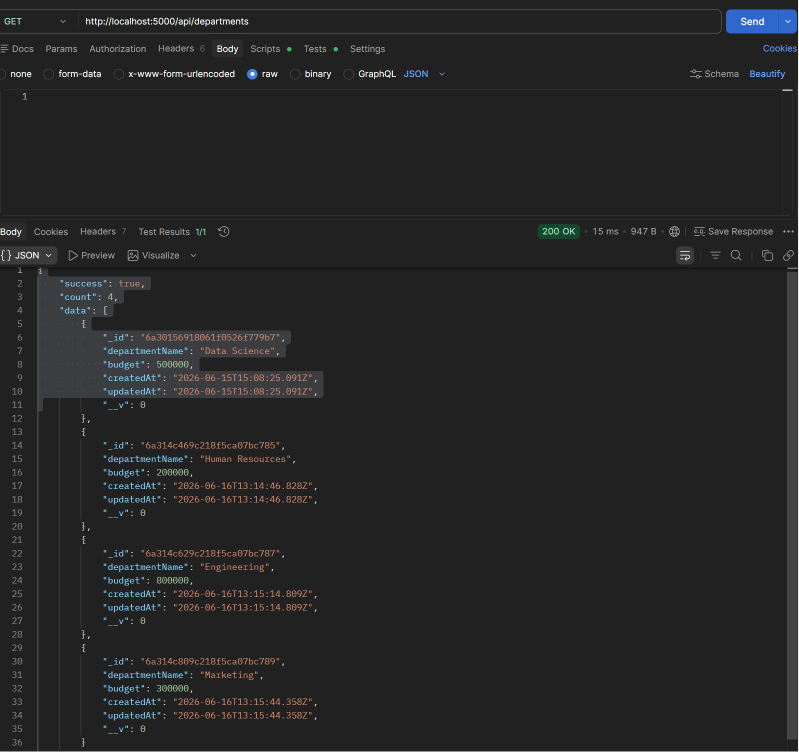 GET http://localhost:5000/api/departments Send
Docs Params Authorization Headers 6 Body Scripts Tests Settings Cookies
none form-data x-www-form-urlencoded raw binary GraphQL JSON Schema Beautify
1
Body Cookies Headers 7 Test Results 1/1 200 OK • 15 ms • 947 B • Save Response •••
{} JSON Preview Visualize
1 {
2 "success": true,
3 "count": 4,
4 "data": [
5 {
6 "_id": "6a30156918061f0526f779b7",
7 "departmentName": "Data Science",
8 "budget": 500000,
9 "createdAt": "2026-06-15T15:08:25.091Z",
10 "updatedAt": "2026-06-15T15:08:25.091Z",
11 "__v": 0
12 },
13 {
14 "_id": "6a314c469c218f5ca07bc785",
15 "departmentName": "Human Resources",
16 "budget": 200000,
17 "createdAt": "2026-06-16T13:14:46.828Z",
18 "updatedAt": "2026-06-16T13:14:46.828Z",
19 "__v": 0
20 },
21 {
22 "_id": "6a314c629c218f5ca07bc787",
23 "departmentName": "Engineering",
24 "budget": 800000,
25 "createdAt": "2026-06-16T13:15:14.809Z",
26 "updatedAt": "2026-06-16T13:15:14.809Z",
27 "__v": 0
28 },
29 {
30 "_id": "6a314c809c218f5ca07bc789",
31 "departmentName": "Marketing",
32 "budget": 300000,
33 "createdAt": "2026-06-16T13:15:44.358Z",
34 "updatedAt": "2026-06-16T13:15:44.358Z",
35 "__v": 0
36 }